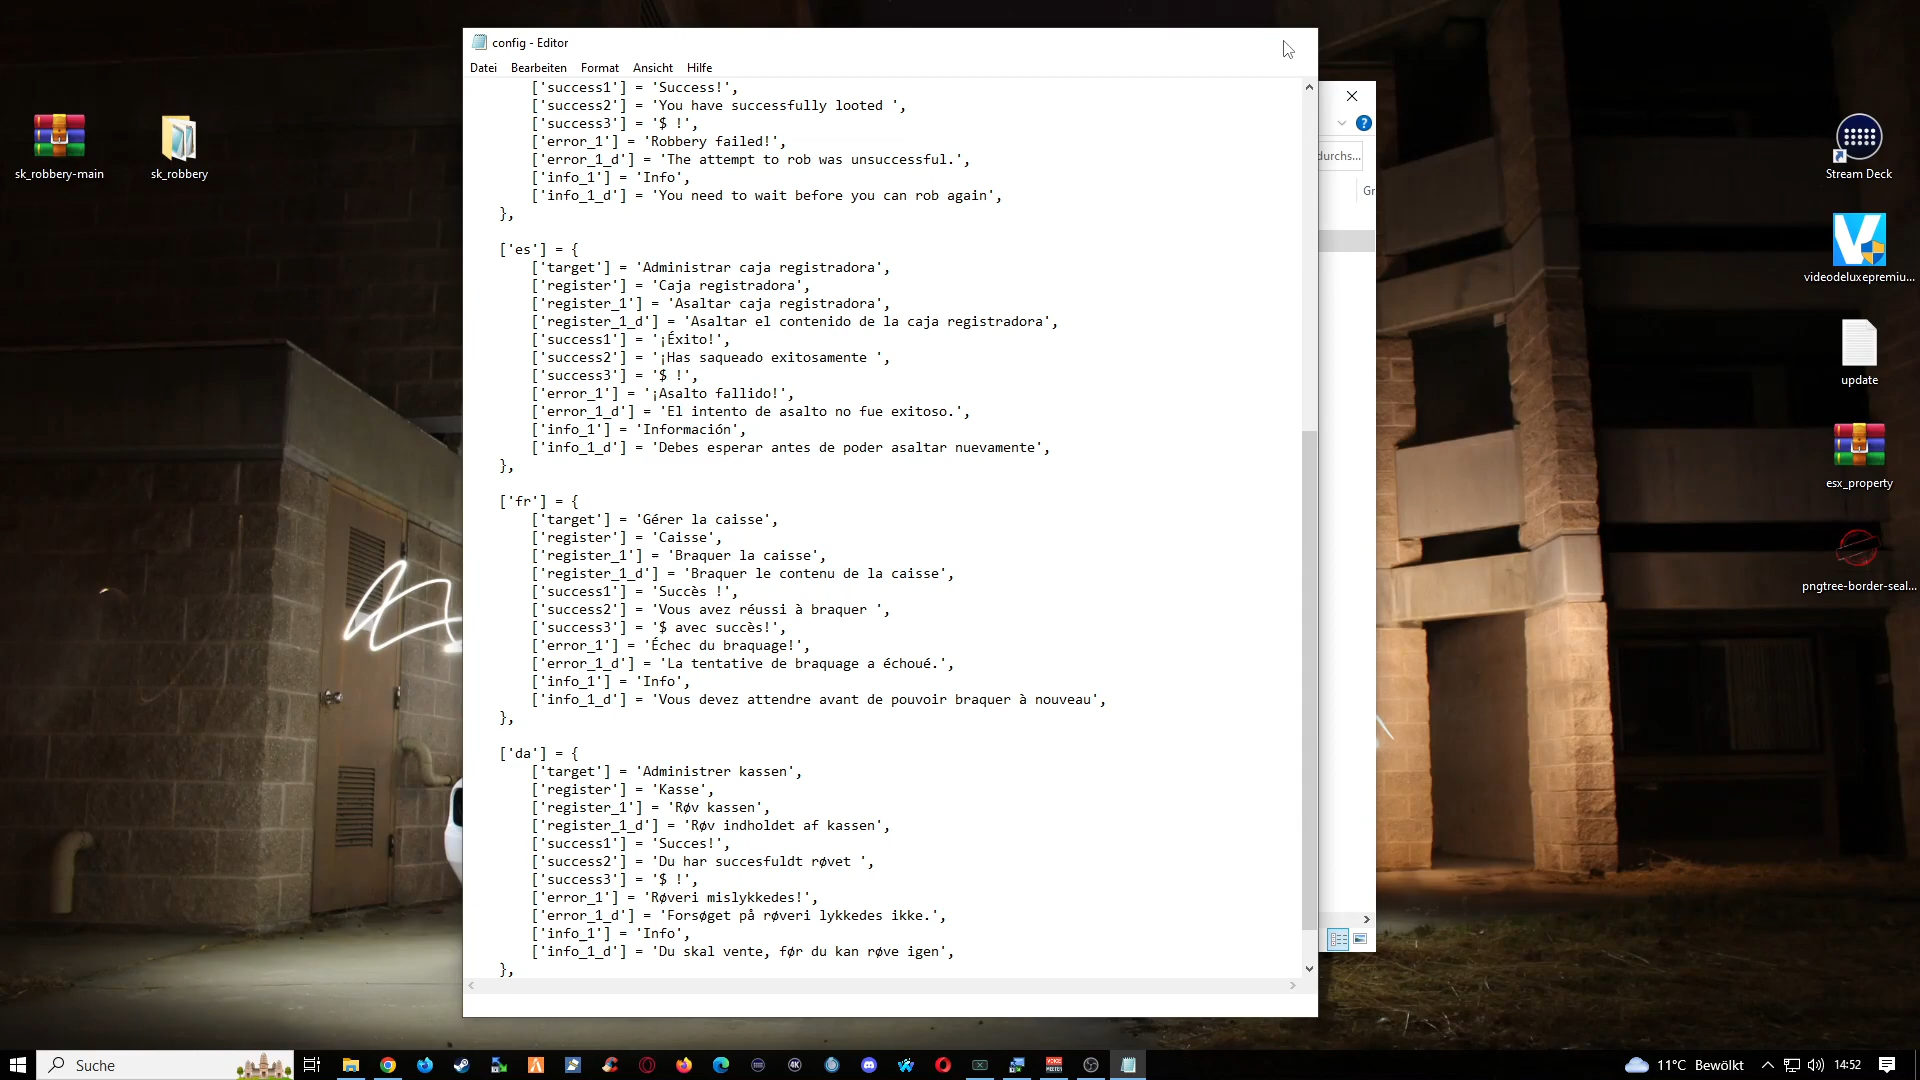 config - Editor
Datei Bearbeiten Format Ansicht Hilfe
['success1'] = 'Success!',
['success2'] = 'You have successfully looted ',
['success3'] = '$ !',
['error_1'] = 'Robbery failed!',
['error_1_d'] = 'The attempt to rob was unsuccessful.',
['info_1'] = 'Info',
['info_1_d'] = 'You need to wait before you can rob again',
},
['es'] = {
['target'] = 'Administrar caja registradora',
['register'] = 'Caja registradora',
['register_1'] = 'Asaltar caja registradora',
['register_1_d'] = 'Asaltar el contenido de la caja registradora',
['success1'] = '¡Éxito!',
['success2'] = '¡Has saqueado exitosamente ',
['success3'] = '$ !',
['error_1'] = '¡Asalto fallido!',
['error_1_d'] = 'El intento de asalto no fue exitoso.',
['info_1'] = 'Información',
['info_1_d'] = 'Debes esperar antes de poder asaltar nuevamente',
},
['fr'] = {
['target'] = 'Gérer la caisse',
['register'] = 'Caisse',
['register_1'] = 'Braquer la caisse',
['register_1_d'] = 'Braquer le contenu de la caisse',
['success1'] = 'Succès !',
['success2'] = 'Vous avez réussi à braquer ',
['success3'] = '$ avec succès!',
['error_1'] = 'Échec du braquage!',
['error_1_d'] = 'La tentative de braquage a échoué.',
['info_1'] = 'Info',
['info_1_d'] = 'Vous devez attendre avant de pouvoir braquer à nouveau',
},
['da'] = {
['target'] = 'Administrer kassen',
['register'] = 'Kasse',
['register_1'] = 'Røv kassen',
['register_1_d'] = 'Røv indholdet af kassen',
['success1'] = 'Succes!',
['success2'] = 'Du har succesfuldt røvet ',
['success3'] = '$ !',
['error_1'] = 'Røveri mislykkedes!',
['error_1_d'] = 'Forsøget på røveri lykkedes ikke.',
['info_1'] = 'Info',
['info_1_d'] = 'Du skal vente, før du kan røve igen',
},
durchs...
Gr
sk_robbery-main
sk_robbery
Stream Deck
videodeluxepremiu...
update
esx_property
pngtree-border-seal...
Suche
4K
VOICE
MEETER
11°C Bewölkt
14:52